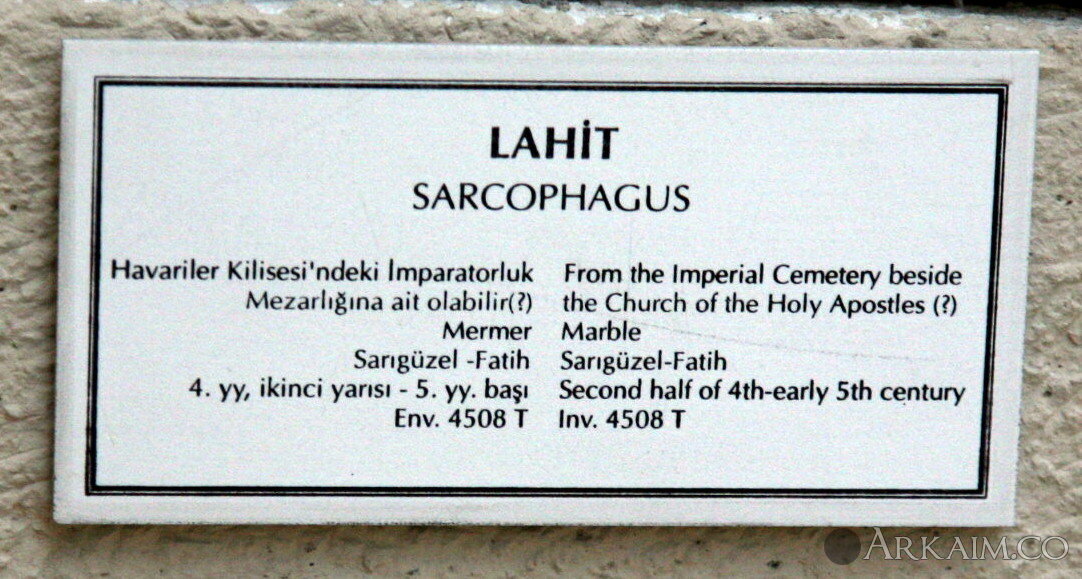 LAHİT
SARCOPHAGUS
Havariler Kilisesi'ndeki İmparatorluk
Mezarlığına ait olabilir(?)
Mermer
Sarıgüzel -Fatih
4. yy, ikinci yarısı - 5. yy. başı
Env. 4508 T
From the Imperial Cemetery beside
the Church of the Holy Apostles (?)
Marble
Sarıgüzel-Fatih
Second half of 4th-early 5th century
Inv. 4508 T
ARKAIM.CO